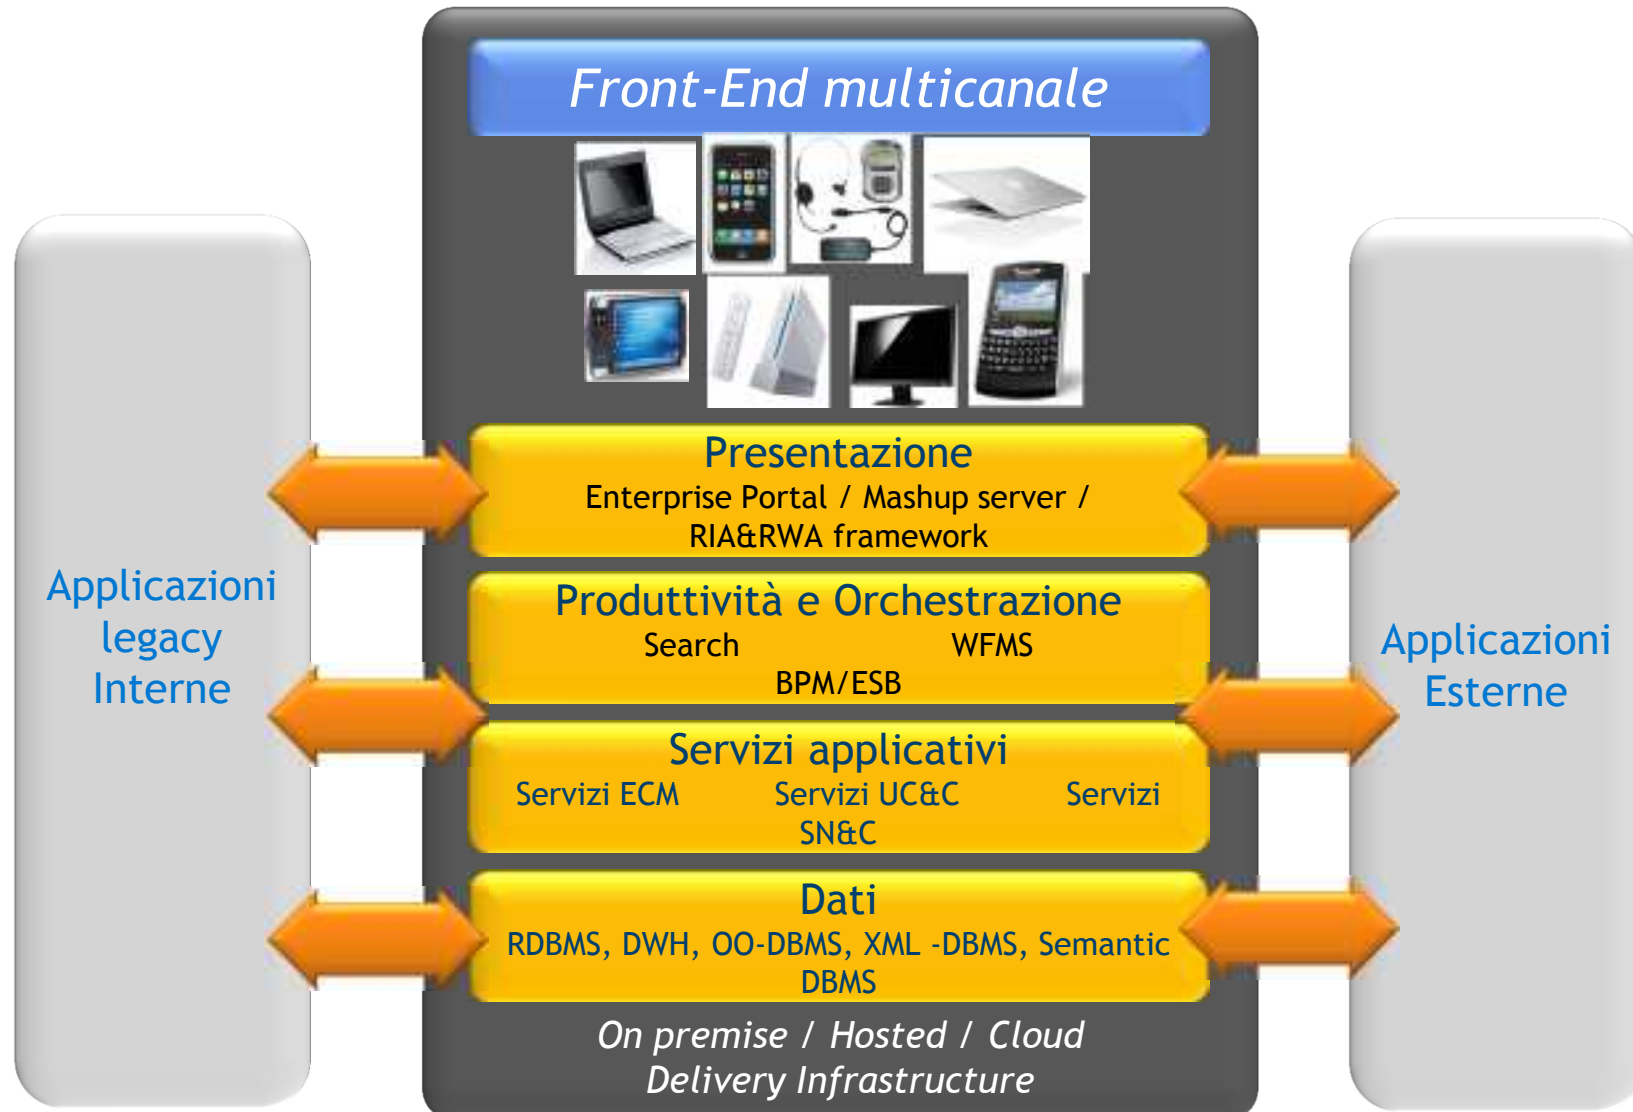 Front-End multicanale
Presentazione
Enterprise Portal / Mashup server /
RIA&RWA framework
Applicazioni
legacy
Interne
Produttività e Orchestrazione
Search WFMS
BPM/ESB
Applicazioni
Esterne
Servizi applicativi
Servizi ECM Servizi UC&C Servizi
SN&C
Dati
RDBMS, DWH, OO-DBMS, XML -DBMS, Semantic
DBMS
On premise / Hosted / Cloud
Delivery Infrastructure